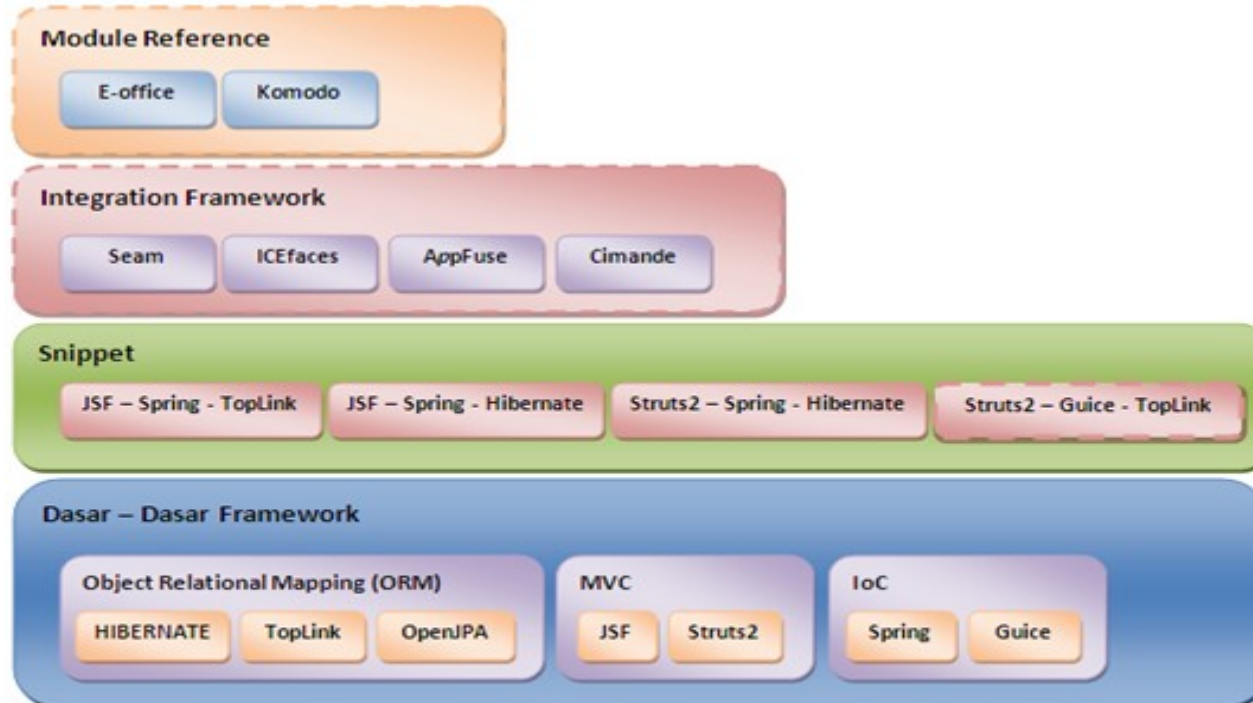 Module Reference
E-office Komodo
Integration Framework
Seam ICEfaces AppFuse Cimande
Snippet
JSF – Spring - TopLink JSF – Spring - Hibernate Struts2 – Spring - Hibernate Struts2 – Guice - TopLink
Dasar – Dasar Framework
Object Relational Mapping (ORM) MVC IoC
HIBERNATE TopLink OpenJPA JSF Struts2 Spring Guice